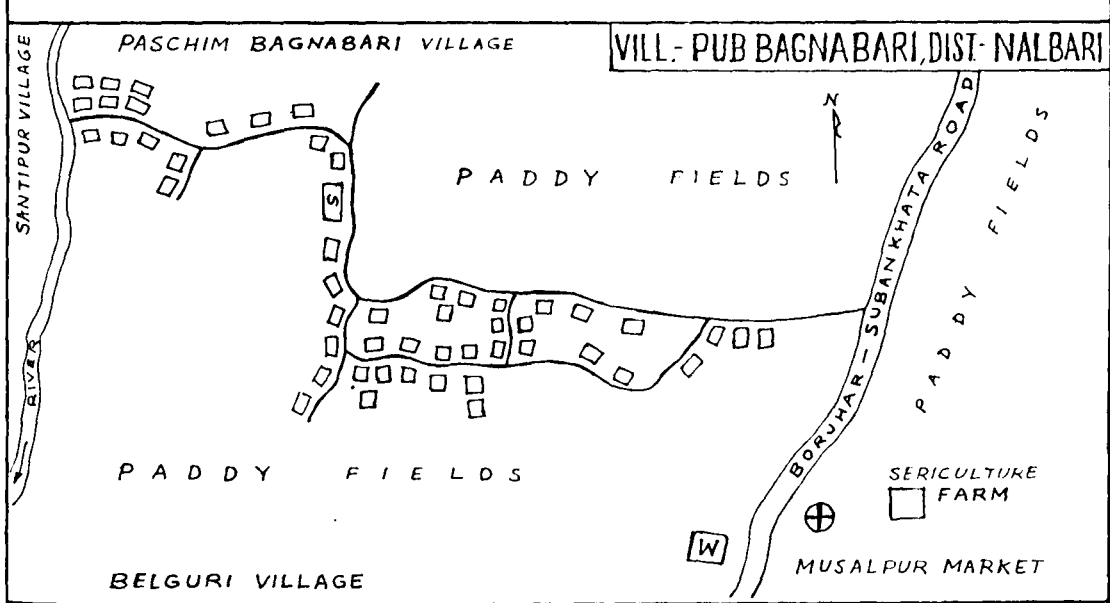 PASCHIM BAGNABARI VILLAGE
VILL.- PUB BAGNABARI, DIST- NALBARI
SANTIPUR VILLAGE
N
PADDY FIELDS
S
BORJHAR - SUBANKHATA ROAD
PADDY FIELDS
RIVER
PADDY FIELDS
SERICULTURE
FARM
W
MUSALPUR MARKET
BELGURI VILLAGE